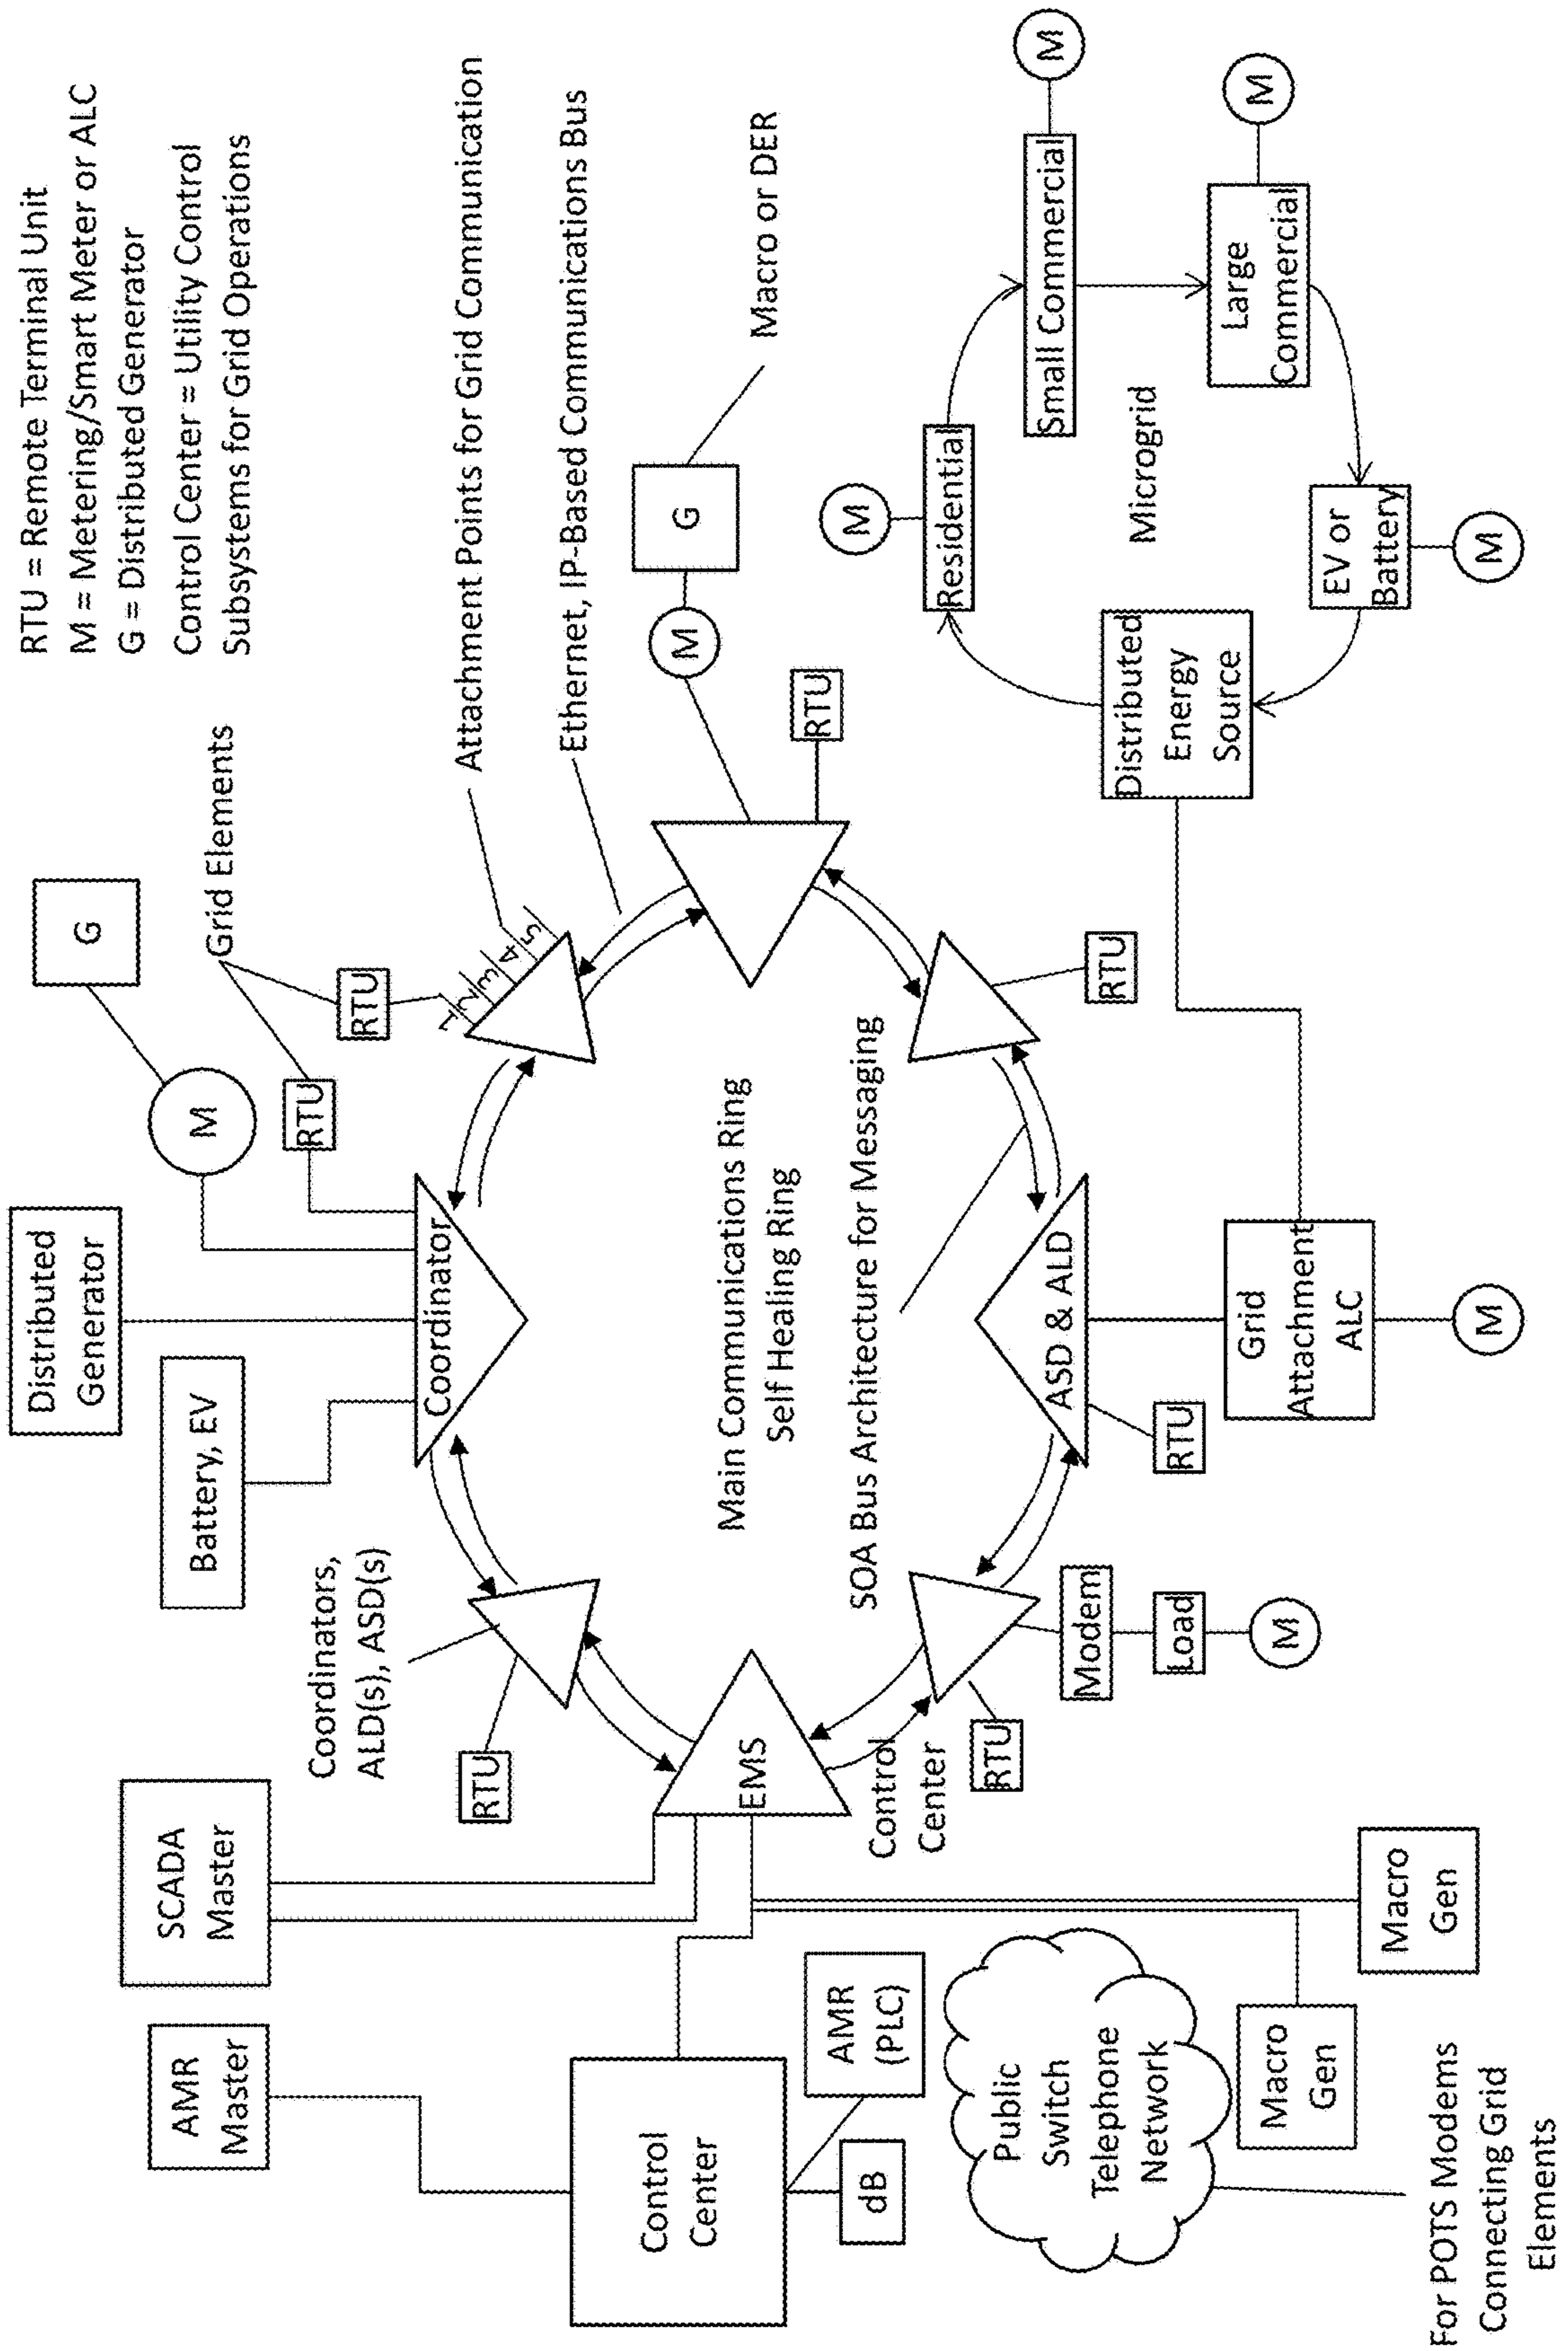 RTU = Remote Terminal Unit
M = Metering/Smart Meter or ALC
G = Distributed Generator
Control Center = Utility Control
Subsystems for Grid Operations
AMR
Master
SCADA
Master
Battery, EV
Distributed
Generator
M
G
RTU
RTU
Grid Elements
Coordinators,
ALD(s), ASD(s)
RTU
Coordinator
1
2
3
4
5
Attachment Points for Grid Communication
Ethernet, IP-Based Communications Bus
Control
Center
EMS
Main Communications Ring
Self Healing Ring
SOA Bus Architecture for Messaging
M
G
Macro or DER
RTU
dB
AMR
(PLC)
Control
Center
RTU
Modem
Load
M
ASD & ALD
RTU
RTU
Public
Switch
Telephone
Network
Macro
Gen
Macro
Gen
For POTS Modems
Connecting Grid
Elements
Grid
Attachment
ALC
M
Distributed
Energy
Source
Residential
M
Small Commercial
M
Microgrid
Large
Commercial
M
EV or
Battery
M